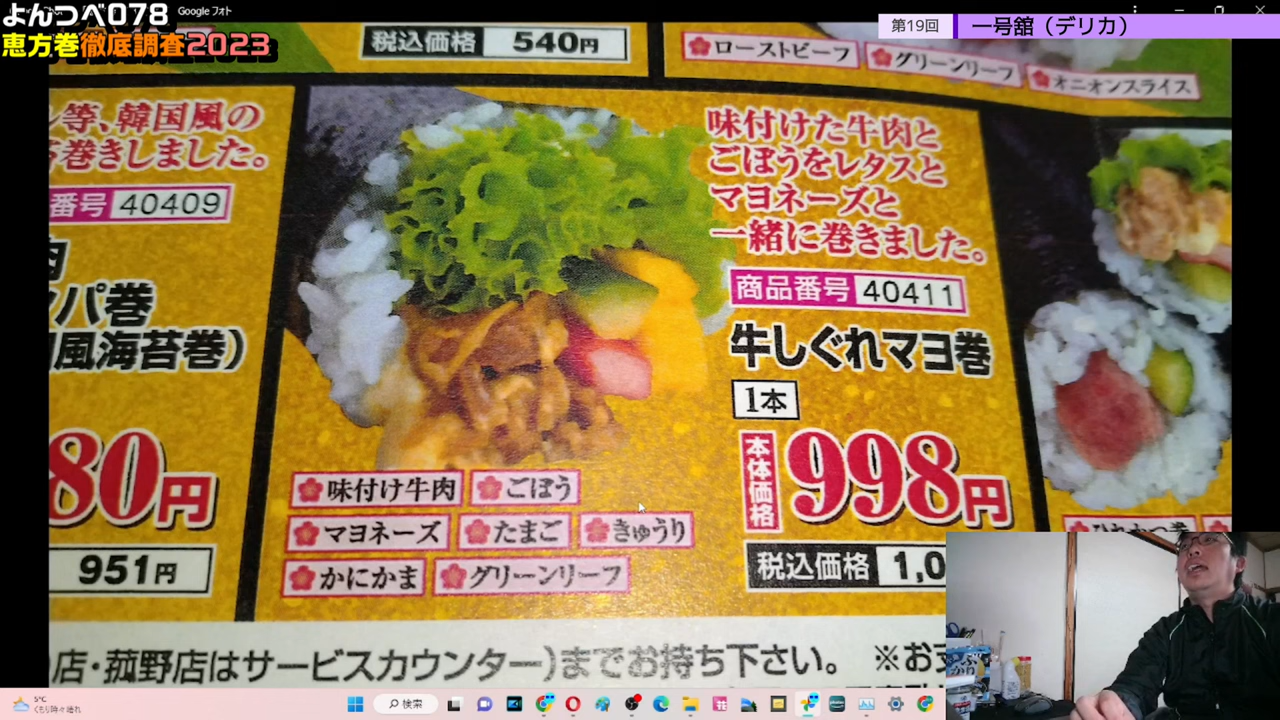 よんつべ078
恵方巻徹底調査2023
Google フォト
第19回
一号舘（デリカ）
税込価格 540円
ローストビーフ
グリーンリーフ
オニオンスライス
等、韓国風の
巻きしました。
番号 40409
パ巻
風海苔巻）
80円
951円
味付けた牛肉と
ごぼうをレタスと
マヨネーズと
一緒に巻きました。
商品番号 40411
牛しぐれマヨ巻
1本
本体価格 998円
税込価格 1,0
味付け牛肉
ごぼう
マヨネーズ
たまご
きゅうり
かにかま
グリーンリーフ
店・菰野店はサービスカウンター)までお持ち下さい。 ※お
5°C
くもり時々晴れ
検索